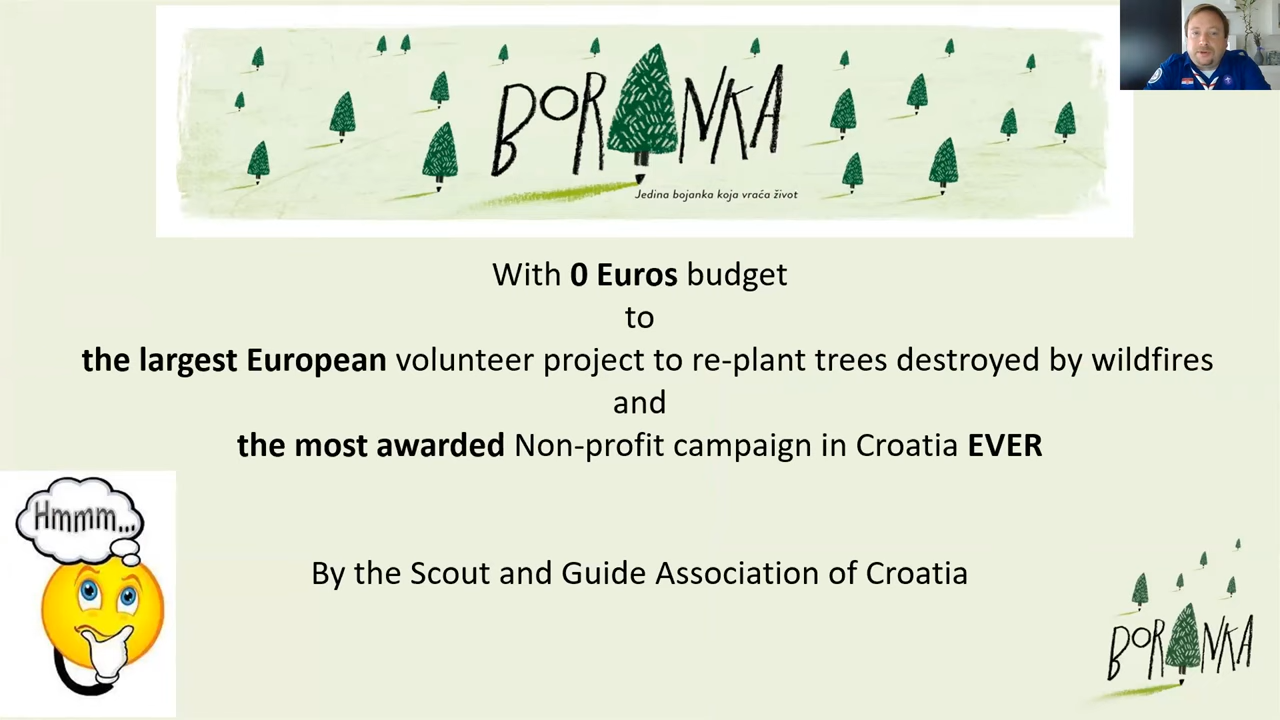 BORANKA
Jedina bojanka koja vraća život
With 0 Euros budget
to
the largest European volunteer project to re-plant trees destroyed by wildfires
and
the most awarded Non-profit campaign in Croatia EVER
Hmmm...
By the Scout and Guide Association of Croatia
BORANKA